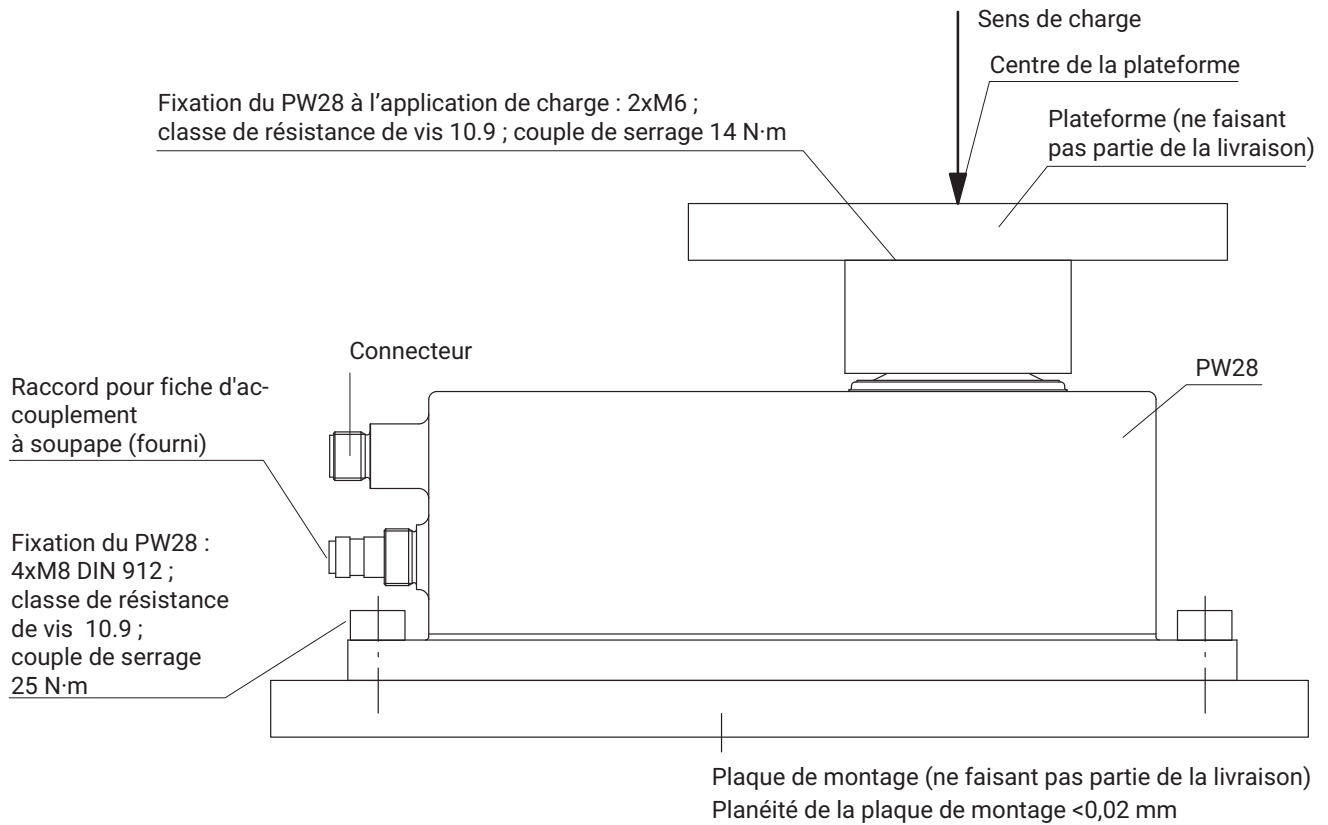 Sens de charge
Centre de la plateforme
Fixation du PW28 à l’application de charge : 2xM6 ;
classe de résistance de vis 10.9 ; couple de serrage 14 N·m
Plateforme (ne faisant
pas partie de la livraison)
Connecteur
PW28
Raccord pour fiche d'ac-
couplement
à soupape (fourni)
Fixation du PW28 :
4xM8 DIN 912 ;
classe de résistance
de vis 10.9 ;
couple de serrage
25 N·m
Plaque de montage (ne faisant pas partie de la livraison)
Planéité de la plaque de montage <0,02 mm